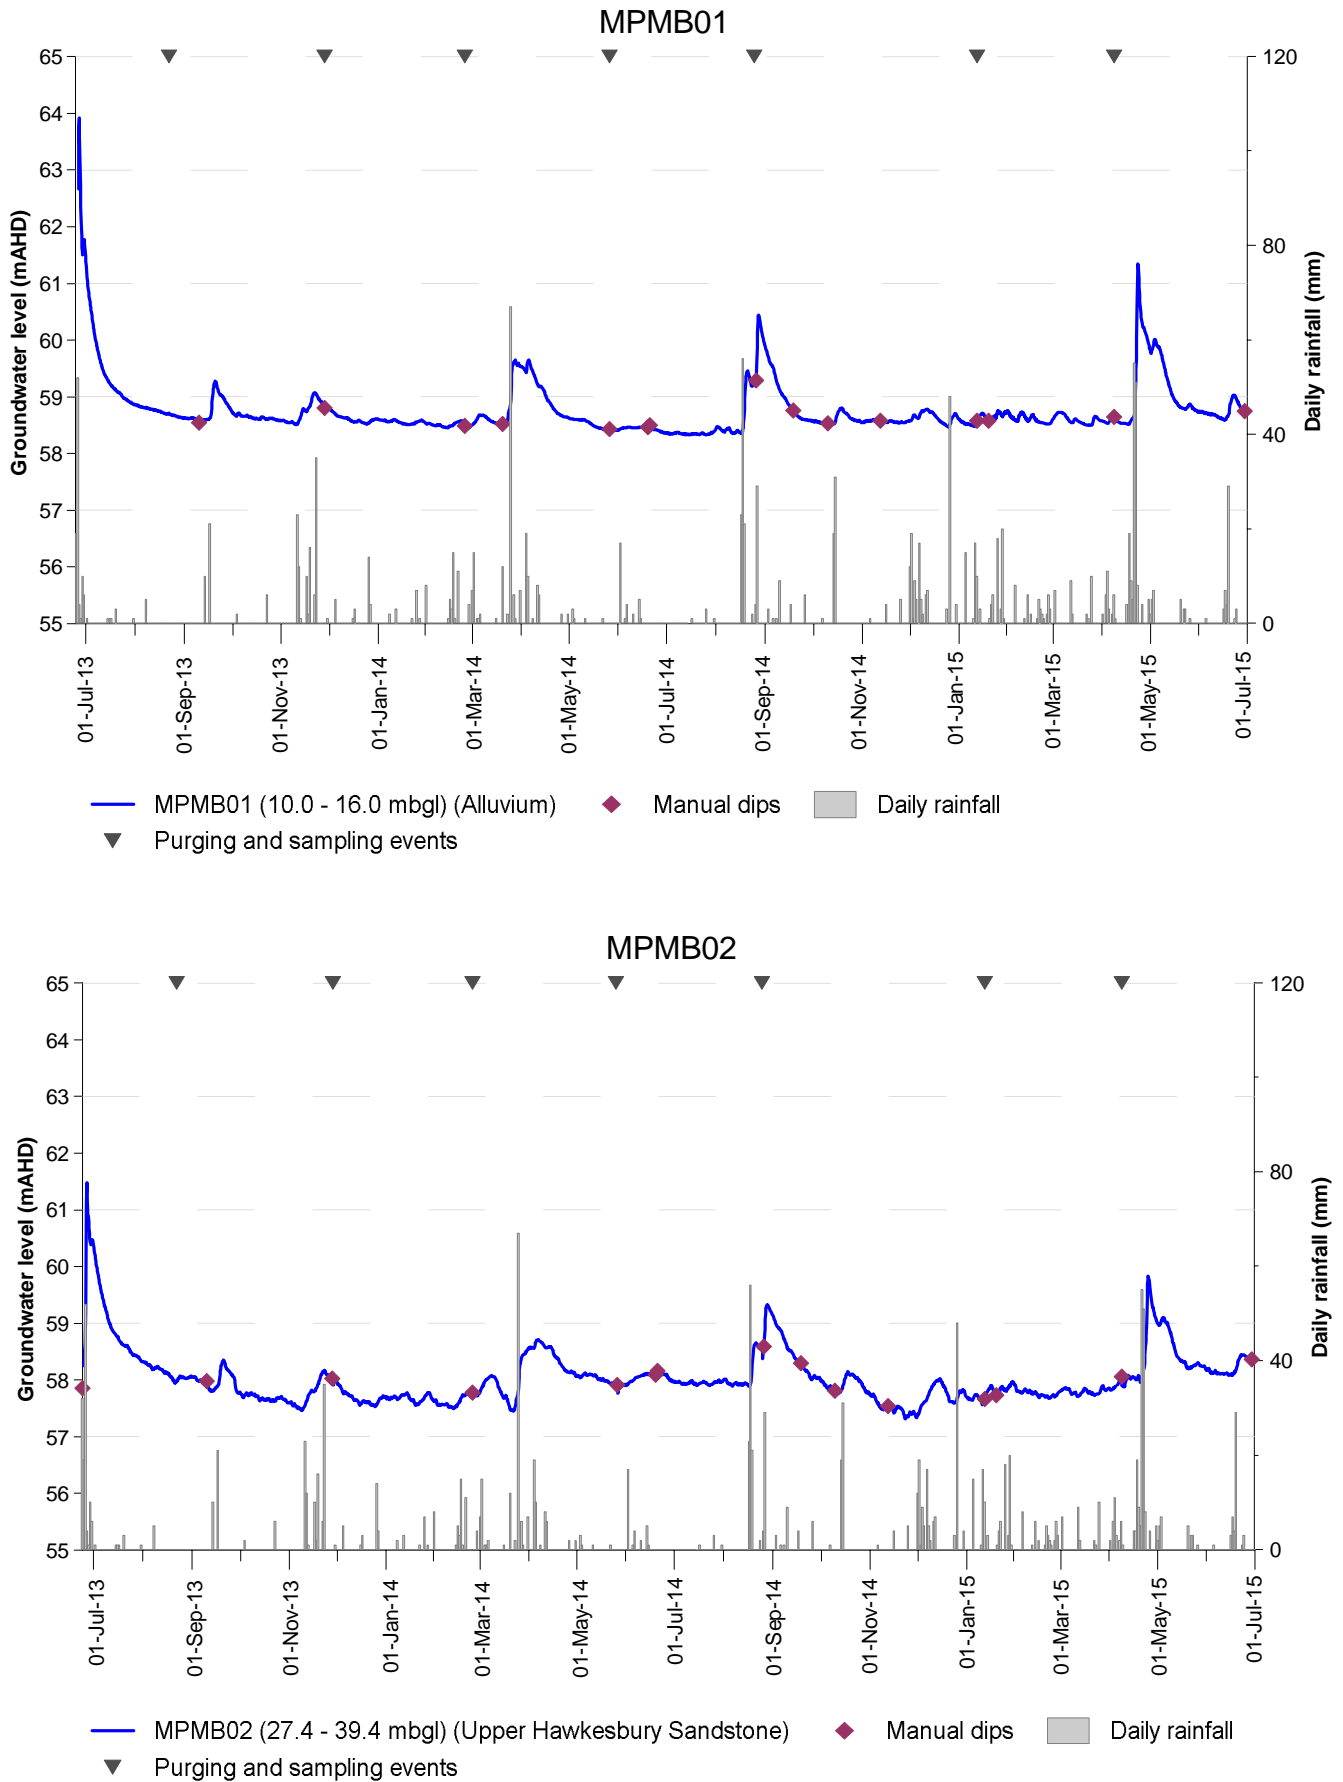 MPMB01
65
64
63
62
61
60
59
58
57
56
55
Groundwater level (mAHD)
120
80
40
0
Daily rainfall (mm)
01-Jul-13
01-Sep-13
01-Nov-13
01-Jan-14
01-Mar-14
01-May-14
01-Jul-14
01-Sep-14
01-Nov-14
01-Jan-15
01-Mar-15
01-May-15
01-Jul-15
MPMB01 (10.0 - 16.0 mbgl) (Alluvium) Manual dips Daily rainfall
Purging and sampling events
MPMB02
65
64
63
62
61
60
59
58
57
56
55
Groundwater level (mAHD)
120
80
40
0
Daily rainfall (mm)
01-Jul-13
01-Sep-13
01-Nov-13
01-Jan-14
01-Mar-14
01-May-14
01-Jul-14
01-Sep-14
01-Nov-14
01-Jan-15
01-Mar-15
01-May-15
01-Jul-15
MPMB02 (27.4 - 39.4 mbgl) (Upper Hawkesbury Sandstone) Manual dips Daily rainfall
Purging and sampling events